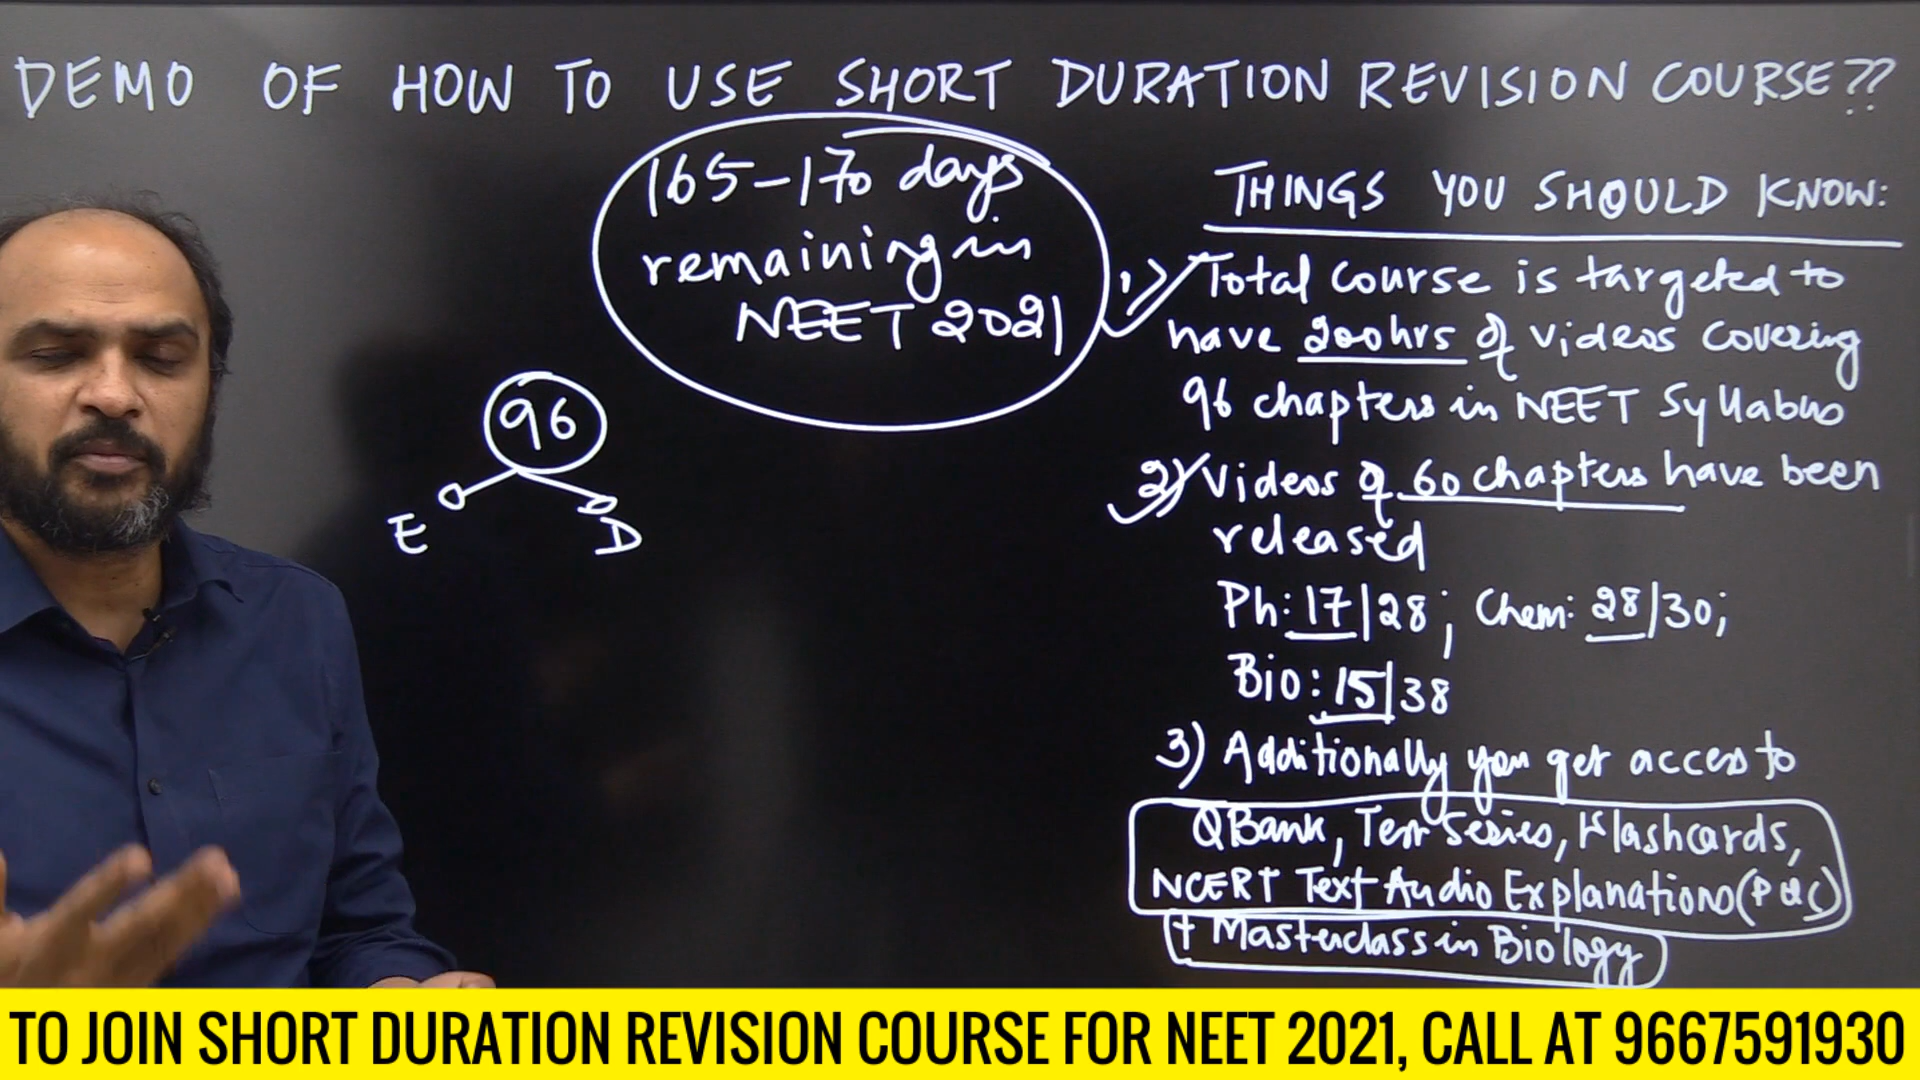 DEMO OF HOW TO USE SHORT DURATION REVISION COURSE??
165-170 days
remaining in
NEET 2021
96
E D
THINGS YOU SHOULD KNOW:
1) Total course is targeted to
have 200hrs of videos covering
96 chapters in NEET Syllabus
2) Videos of 60 chapters have been
released
Ph: 17/28; Chem: 28/30;
Bio: 15/38
3) Additionally you get access to
QBank, Test Series, Flashcards,
NCERT Text Audio Explanations (P&C)
+ Masterclass in Biology
TO JOIN SHORT DURATION REVISION COURSE FOR NEET 2021, CALL AT 9667591930